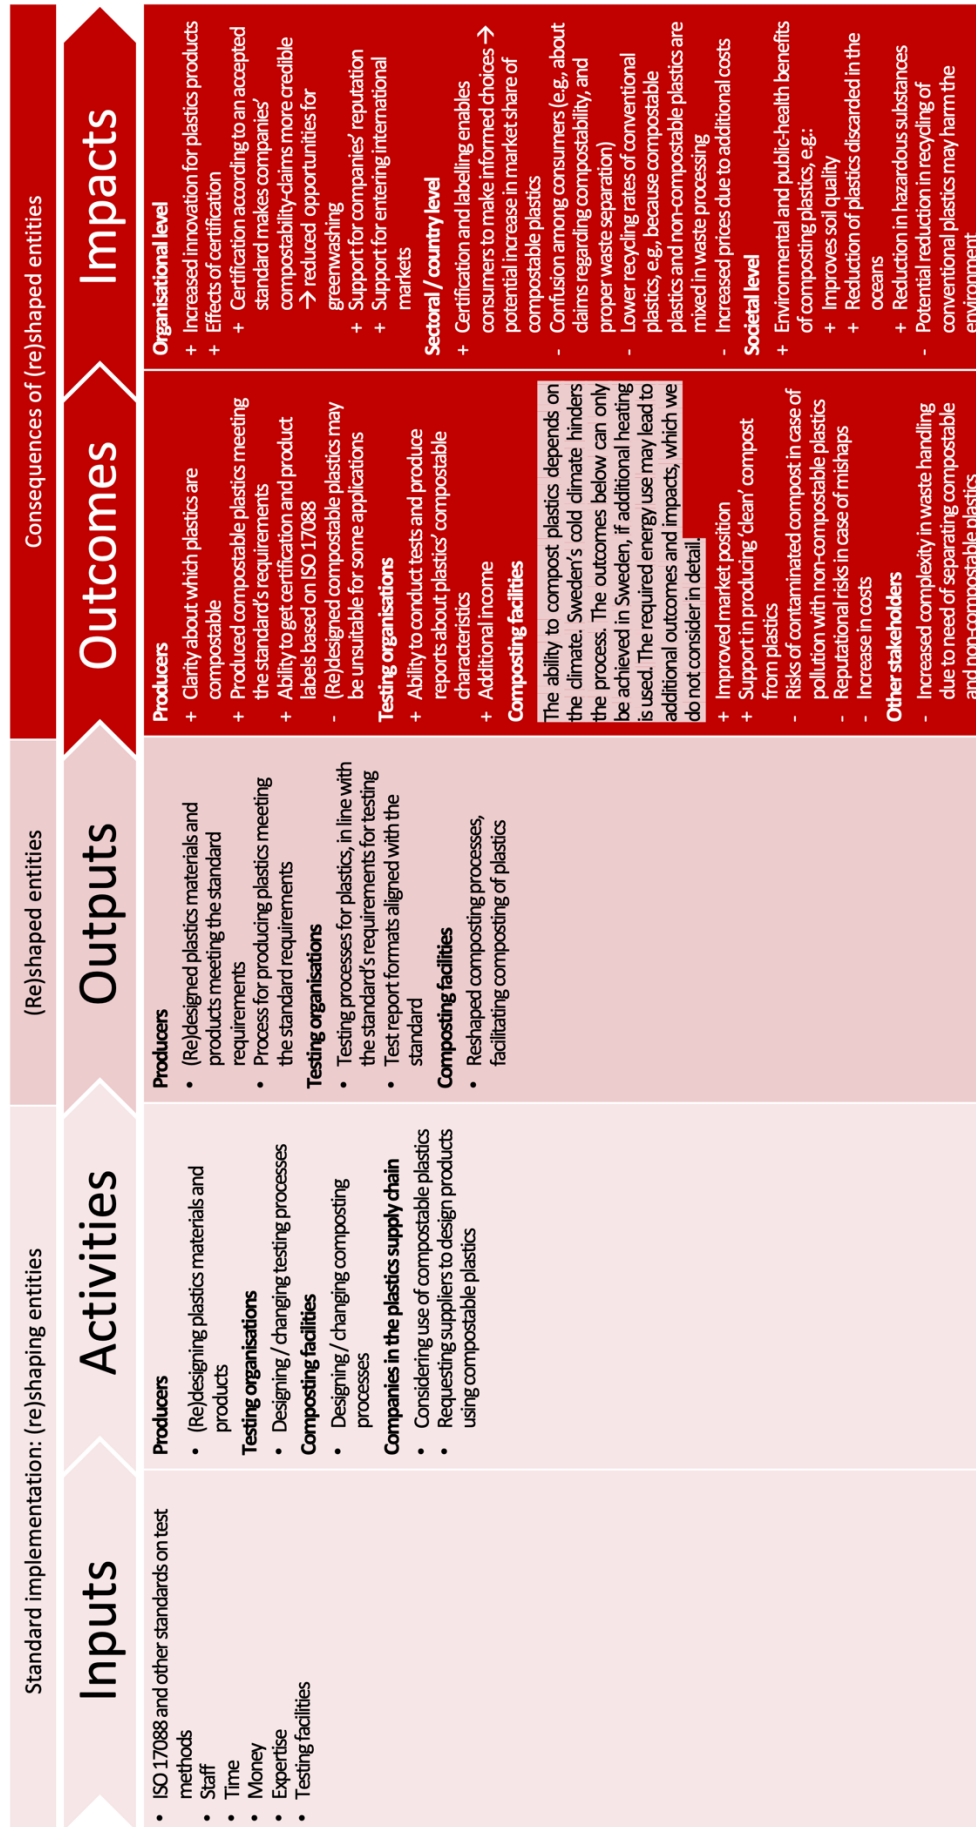 Standard implementation: (re)shaping entities
(Re)shaped entities
Consequences of (re)shaped entities
Inputs
Activities
Outputs
Outcomes
Impacts
• ISO 17088 and other standards on test
methods
• Staff
• Time
• Money
• Expertise
• Testing facilities
Producers
• (Re)designing plastics materials and
products
Testing organisations
• Designing / changing testing processes
Composting facilities
• Designing / changing composting
processes
Companies in the plastics supply chain
• Considering use of compostable plastics
• Requesting suppliers to design products
using compostable plastics
Producers
• (Re)designed plastics materials and
products meeting the standard
requirements
• Process for producing plastics meeting
the standard requirements
Testing organisations
• Testing processes for plastics, in line with
the standard's requirements for testing
• Test report formats aligned with the
standard
Composting facilities
• Reshaped composting processes,
facilitating composting of plastics
Producers
+ Clarity about which plastics are
compostable
+ Produced compostable plastics meeting
the standard's requirements
+ Ability to get certification and product
labels based on ISO 17088
- (Re)designed compostable plastics may
be unsuitable for some applications
Testing organisations
+ Ability to conduct tests and produce
reports about plastics' compostable
characteristics
+ Additional income
Composting facilities
The ability to compost plastics depends on
the climate. Sweden's cold climate hinders
the process. The outcomes below can only
be achieved in Sweden, if additional heating
is used. The required energy use may lead to
additional outcomes and impacts, which we
do not consider in detail.
+ Improved market position
+ Support in producing 'clean' compost
from plastics
- Risks of contaminated compost in case of
pollution with non-compostable plastics
- Reputational risks in case of mishaps
- Increase in costs
Other stakeholders
- Increased complexity in waste handling
due to need of separating compostable
and non-compostable plastics
Organisational level
+ Increased innovation for plastics products
+ Effects of certification
+ Certification according to an accepted
standard makes companies'
compostability-claims more credible
→ reduced opportunities for
greenwashing
+ Support for companies' reputation
+ Support for entering international
markets
Sectoral / country level
+ Certification and labelling enables
consumers to make informed choices →
potential increase in market share of
compostable plastics
- Confusion among consumers (e.g., about
claims regarding compostability, and
proper waste separation)
- Lower recycling rates of conventional
plastics, e.g., because compostable
plastics and non-compostable plastics are
mixed in waste processing
- Increased prices due to additional costs
Societal level
+ Environmental and public-health benefits
of composting plastics, e.g.:
+ Improves soil quality
+ Reduction of plastics discarded in the
oceans
+ Reduction in hazardous substances
- Potential reduction in recycling of
conventional plastics may harm the
environment